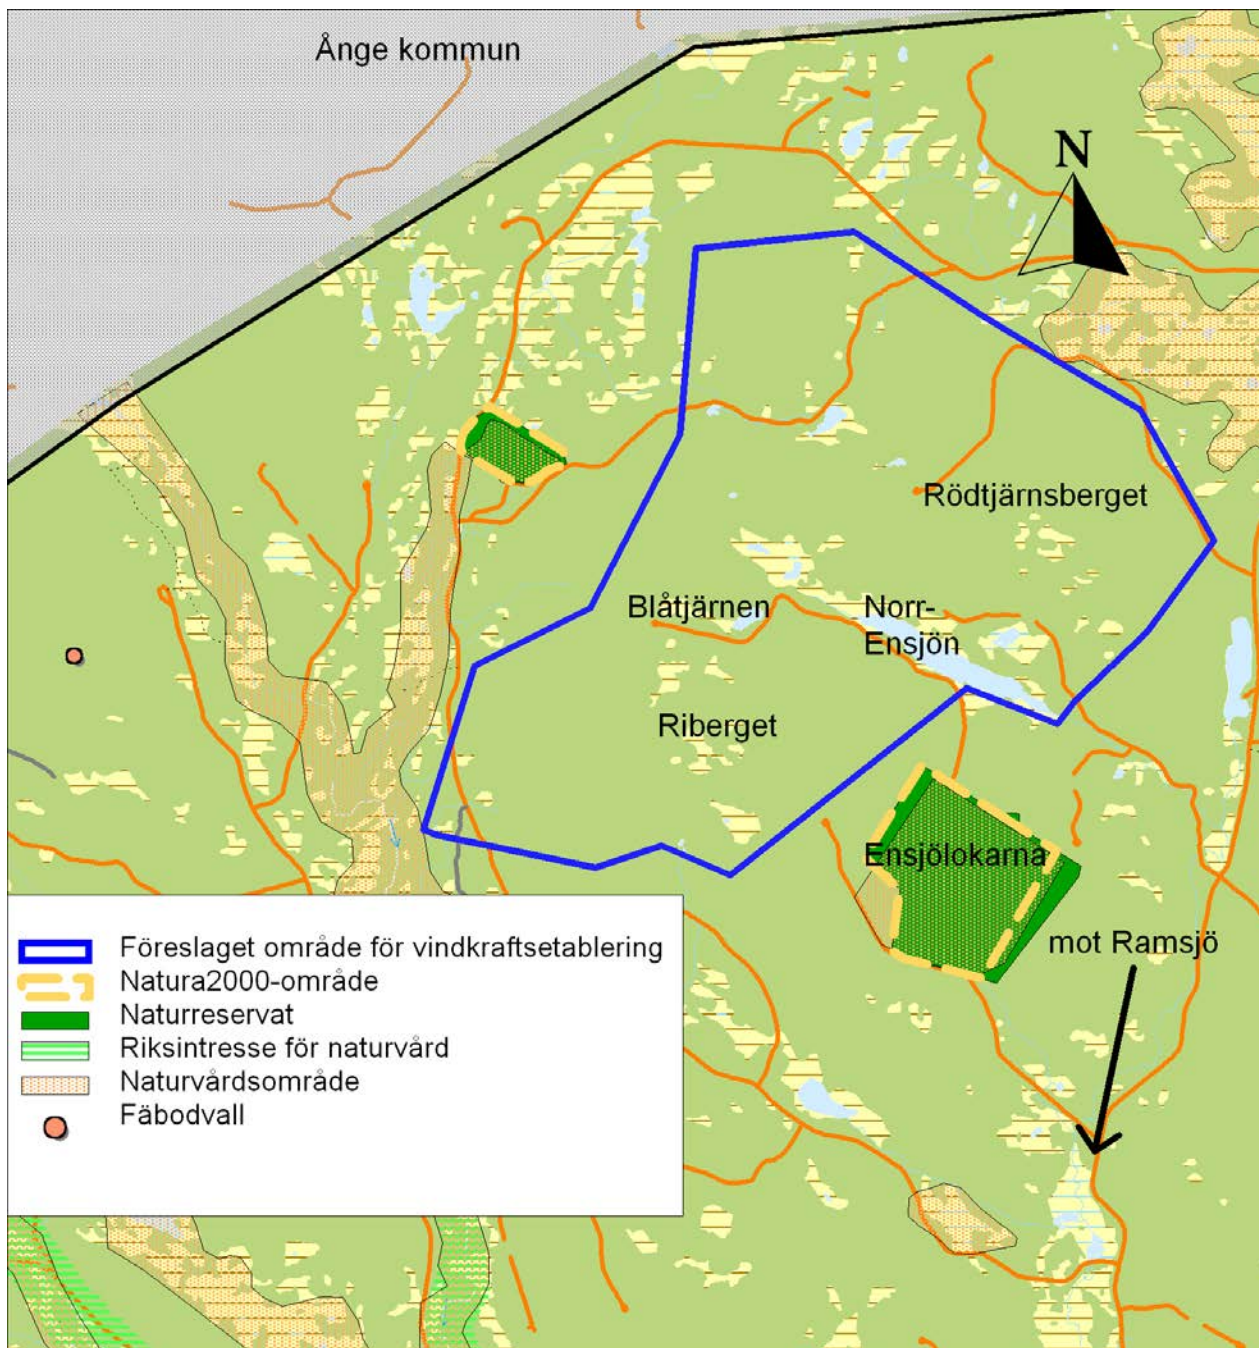 Ånge kommun
N
Rödtjärnsberget
Blåtjärnen
Norr-
Ensjön
Riberget
Ensjölokarna
mot Ramsjö
Föreslaget område för vindkraftsetablering
Natura2000-område
Naturreservat
Riksintresse för naturvård
Naturvårdsområde
Fäbodvall